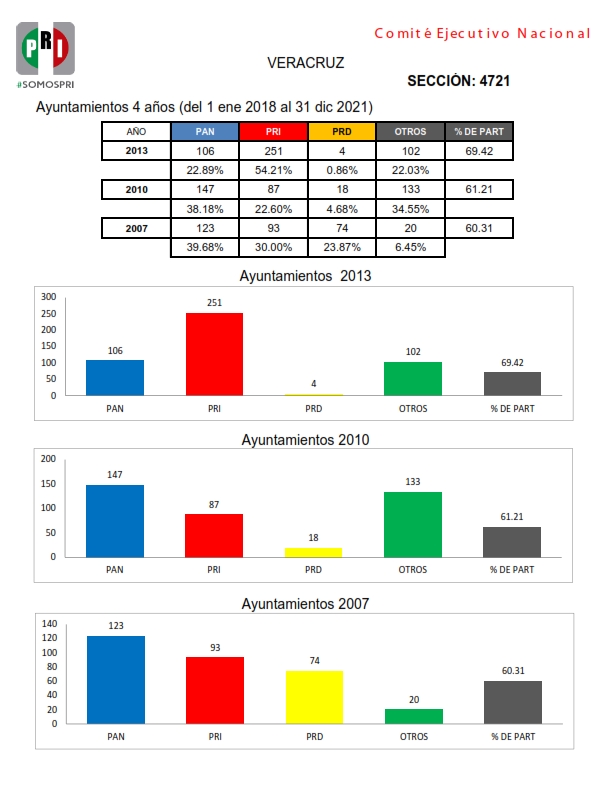 Comité Ejecutivo Nacional
PRI
#SOMOSPRI
VERACRUZ
SECCIÓN: 4721
Ayuntamientos 4 años (del 1 ene 2018 al 31 dic 2021)
AÑO PAN PRI PRD OTROS % DE PART
2013 106 251 4 102 69.42
22.89% 54.21% 0.86% 22.03%
2010 147 87 18 133 61.21
38.18% 22.60% 4.68% 34.55%
2007 123 93 74 20 60.31
39.68% 30.00% 23.87% 6.45%
Ayuntamientos 2013
300
250
200
150
100
50
0
106 251 4 102 69.42
PAN PRI PRD OTROS % DE PART
Ayuntamientos 2010
200
150
100
50
0
147 87 18 133 61.21
PAN PRI PRD OTROS % DE PART
Ayuntamientos 2007
140
120
100
80
60
40
20
0
123 93 74 20 60.31
PAN PRI PRD OTROS % DE PART